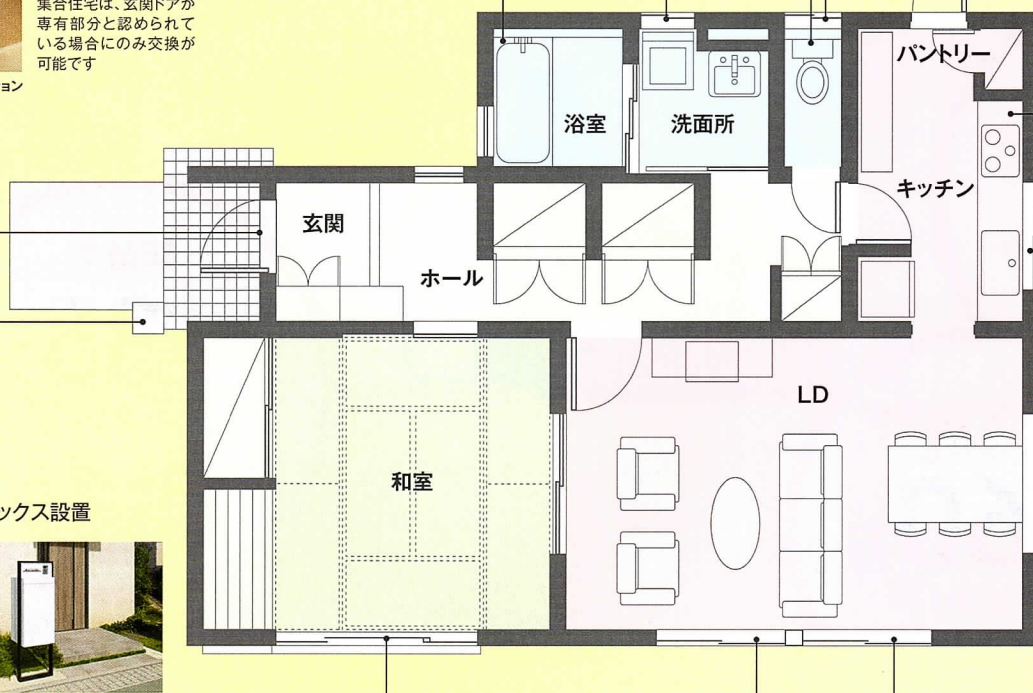 集合住宅は、玄関ドアが
専有部分と認められて
いる場合にのみ交換が
可能です
ョン
パントリー
浴室
洗面所
キッチン
玄関
ホール
LD
和室
ックス設置